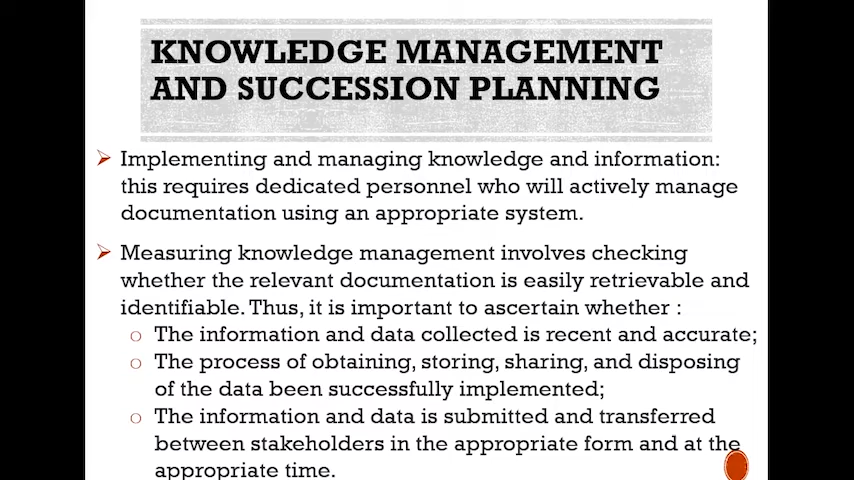 KNOWLEDGE MANAGEMENT
AND SUCCESSION PLANNING
Implementing and managing knowledge and information:
this requires dedicated personnel who will actively manage
documentation using an appropriate system.
Measuring knowledge management involves checking
whether the relevant documentation is easily retrievable and
identifiable. Thus, it is important to ascertain whether :
o The information and data collected is recent and accurate;
o The process of obtaining, storing, sharing, and disposing
of the data been successfully implemented;
o The information and data is submitted and transferred
between stakeholders in the appropriate form and at the
appropriate time.